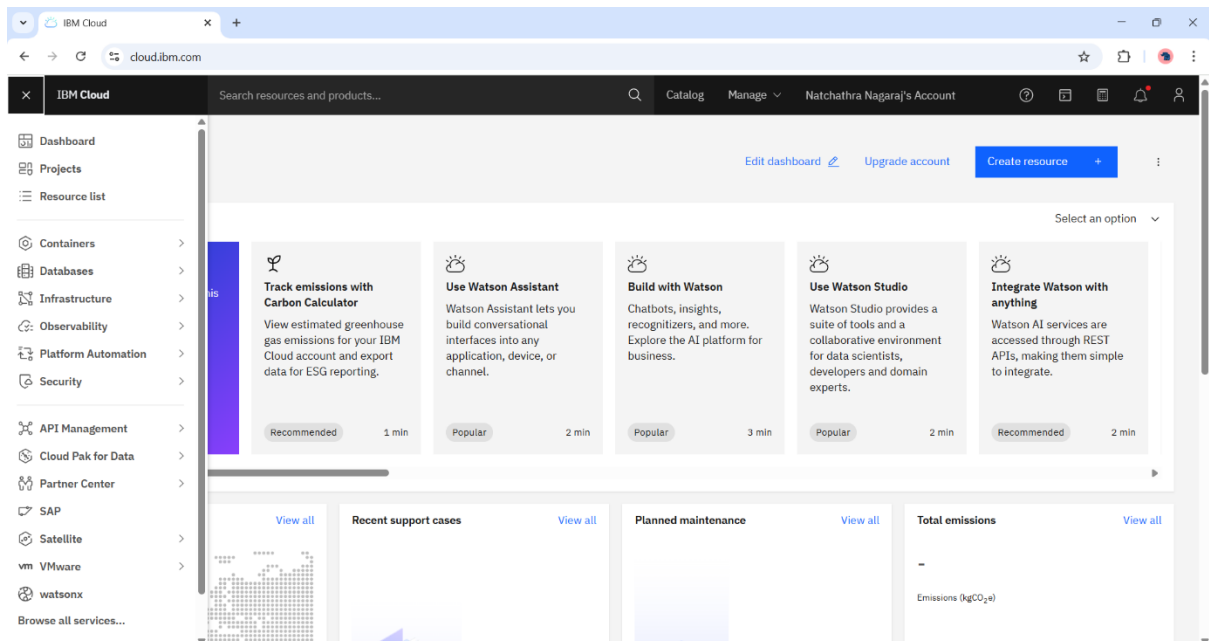 IBM Cloud
cloud.ibm.com
IBM Cloud
Search resources and products...
Catalog
Manage
Natchathra Nagaraj's Account
Dashboard
Projects
Resource list
Containers
Databases
Infrastructure
Observability
Platform Automation
Security
API Management
Cloud Pak for Data
Partner Center
SAP
Satellite
vm VMware
watsonx
Browse all services...
Edit dashboard
Upgrade account
Create resource +
Select an option
his
Track emissions with
Carbon Calculator
View estimated greenhouse
gas emissions for your IBM
Cloud account and export
data for ESG reporting.
Recommended
1 min
Use Watson Assistant
Watson Assistant lets you
build conversational
interfaces into any
application, device, or
channel.
Popular
2 min
Build with Watson
Chatbots, insights,
recognizers, and more.
Explore the AI platform for
business.
Popular
3 min
Use Watson Studio
Watson Studio provides a
suite of tools and a
collaborative environment
for data scientists,
developers and domain
experts.
Popular
2 min
Integrate Watson with
anything
Watson AI services are
accessed through REST
APIs, making them simple
to integrate.
Recommended
2 min
View all
Recent support cases
View all
Planned maintenance
View all
Total emissions
View all
-
Emissions (kgCO₂e)